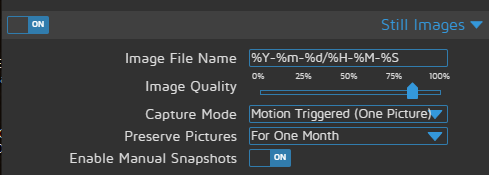 ON Still Images
Image File Name %Y-%m-%d/%H-%M-%S
0% 25% 50% 75% 100%
Image Quality
Capture Mode Motion Triggered (One Picture)
Preserve Pictures For One Month
Enable Manual Snapshots ON